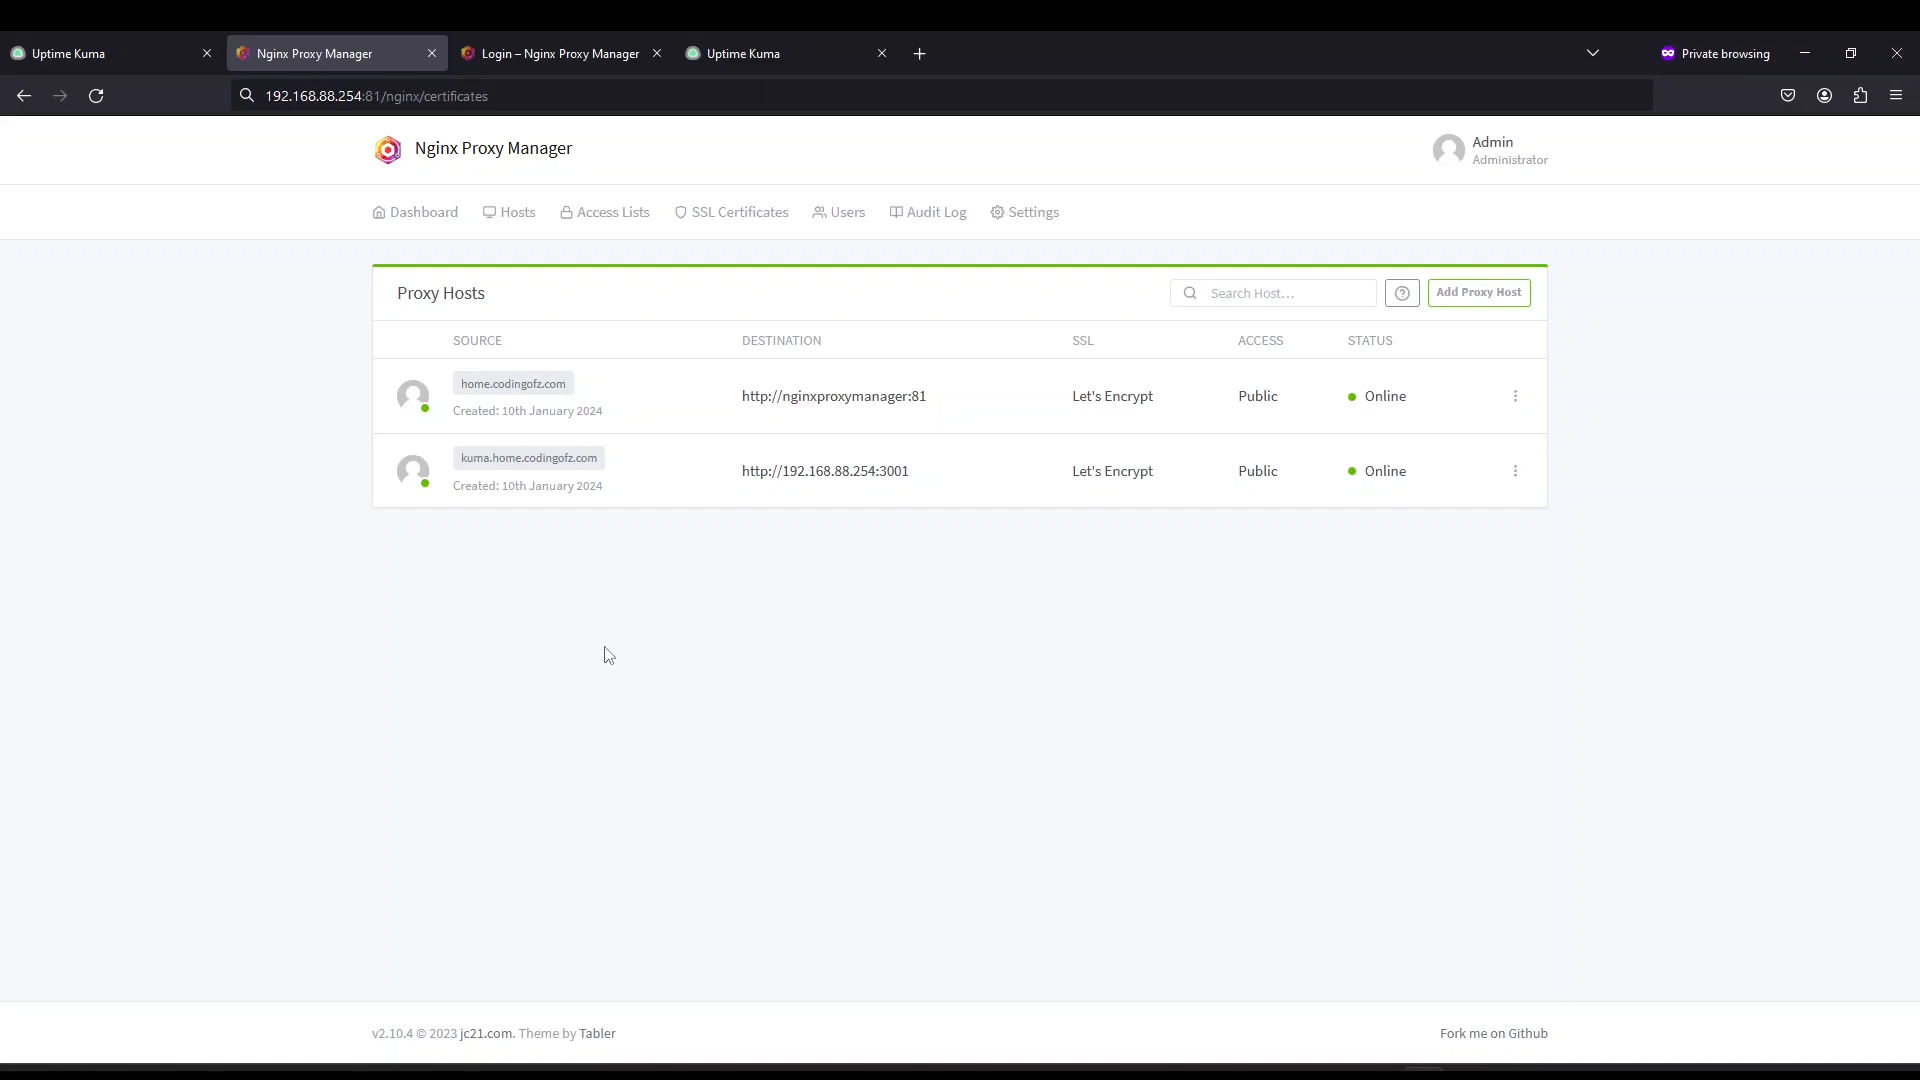 Uptime Kuma
Nginx Proxy Manager
Login – Nginx Proxy Manager
Uptime Kuma
Private browsing
192.168.88.254:81/nginx/certificates
Nginx Proxy Manager
Admin
Administrator
Dashboard
Hosts
Access Lists
SSL Certificates
Users
Audit Log
Settings
Proxy Hosts
Search Host...
Add Proxy Host
SOURCE
DESTINATION
SSL
ACCESS
STATUS
home.codingofz.com
Created: 10th January 2024
http://nginxproxymanager:81
Let's Encrypt
Public
Online
kuma.home.codingofz.com
Created: 10th January 2024
http://192.168.88.254:3001
Let's Encrypt
Public
Online
v2.10.4 © 2023 jc21.com. Theme by Tabler
Fork me on Github